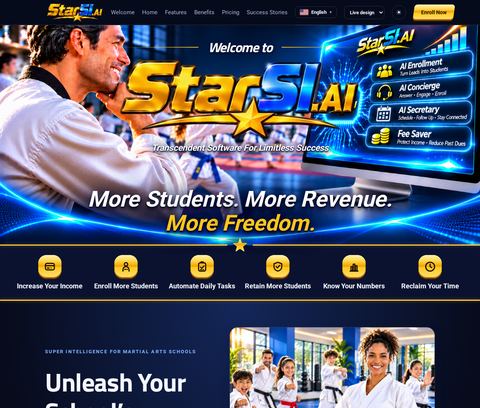 StarSI.AI
Welcome
Home
Features
Benefits
Pricing
Success Stories
English
Live design
Enroll Now
Welcome to
StarSI.AI
Transcendent Software For Limitless Success
StarSI.AI
AI Enrollment
Turn Leads into Students
AI Concierge
Answer • Engage • Enroll
AI Secretary
Schedule • Follow Up • Stay Connected
Fee Saver
Protect Income • Reduce Past Dues
More Students. More Revenue.
More Freedom.
Increase Your Income
Enroll More Students
Automate Daily Tasks
Retain More Students
Know Your Numbers
Reclaim Your Time
SUPER INTELLIGENCE FOR MARTIAL ARTS SCHOOLS
Unleash Your
School's